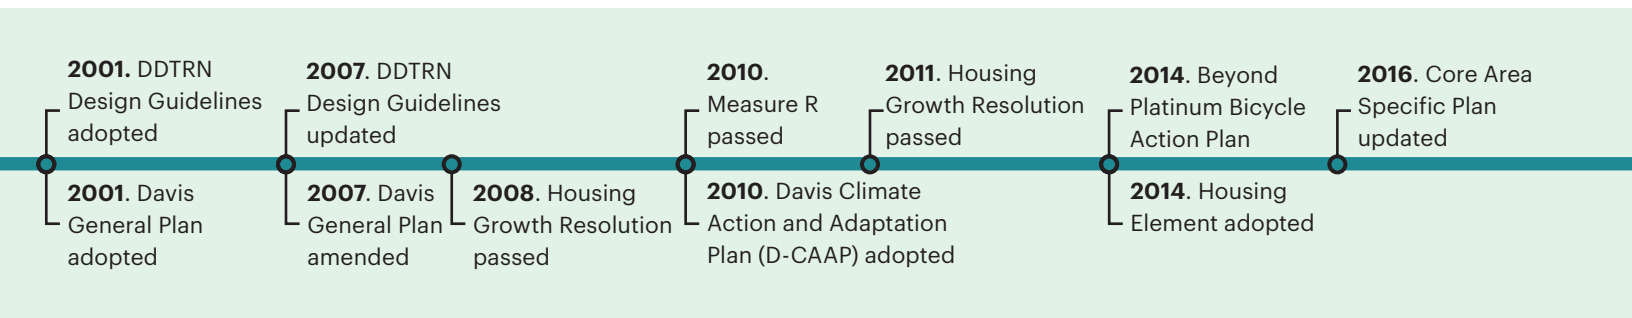 2001. DDTRN
Design Guidelines
adopted
2007. DDTRN
Design Guidelines
updated
2010.
Measure R
passed
2011. Housing
Growth Resolution
passed
2014. Beyond
Platinum Bicycle
Action Plan
2016. Core Area
Specific Plan
updated
2001. Davis
General Plan
adopted
2007. Davis
General Plan
amended
2008. Housing
Growth Resolution
passed
2010. Davis Climate
Action and Adaptation
Plan (D-CAAP) adopted
2014. Housing
Element adopted